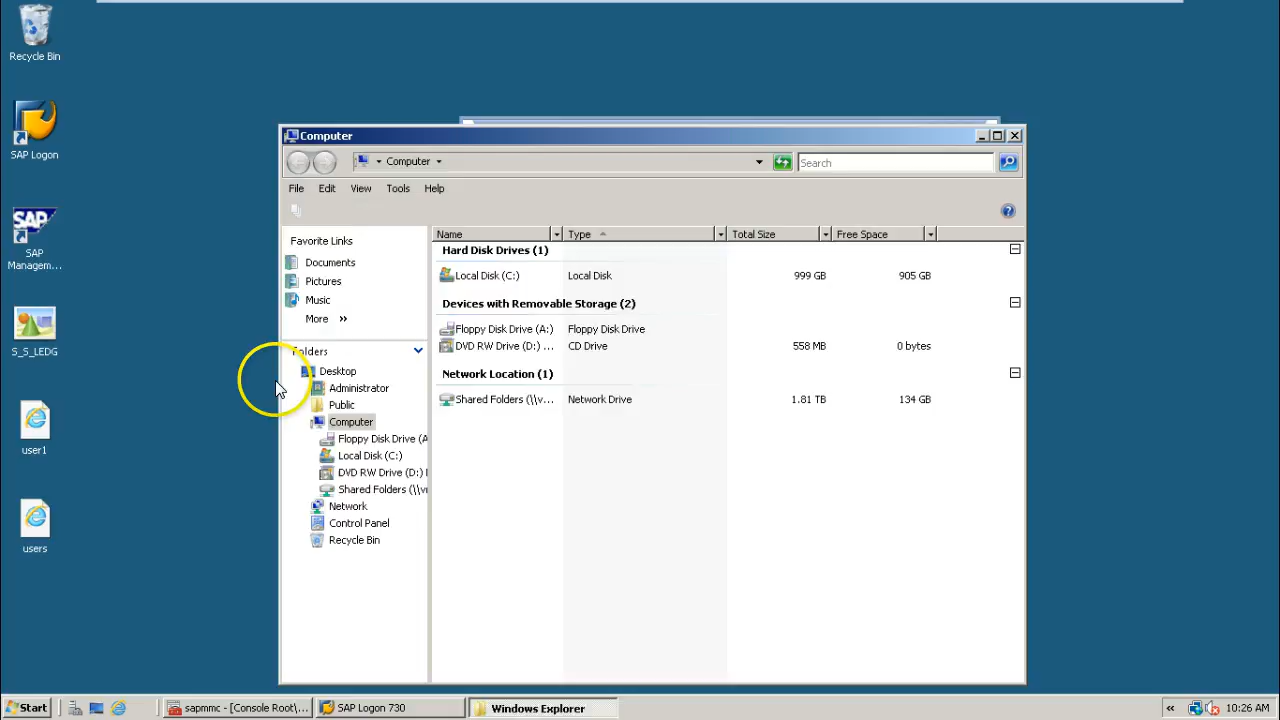 Recycle Bin
SAP Logon
SAP
SAP
Managem...
S_S_LEDG
user1
users
Computer
Computer
Search
File Edit View Tools Help
Favorite Links
Documents
Pictures
Music
More »
Folders
Desktop
Administrator
Public
Computer
Floppy Disk Drive (A
Local Disk (C:)
DVD RW Drive (D:)
Shared Folders (\\v
Network
Control Panel
Recycle Bin
Name Type Total Size Free Space
Hard Disk Drives (1)
Local Disk (C:) Local Disk 999 GB 905 GB
Devices with Removable Storage (2)
Floppy Disk Drive (A:) Floppy Disk Drive
DVD RW Drive (D:) ... CD Drive 558 MB 0 bytes
Network Location (1)
Shared Folders (\\v... Network Drive 1.81 TB 134 GB
Start sapmmc - [Console Root\... SAP Logon 730 Windows Explorer « 10:26 AM